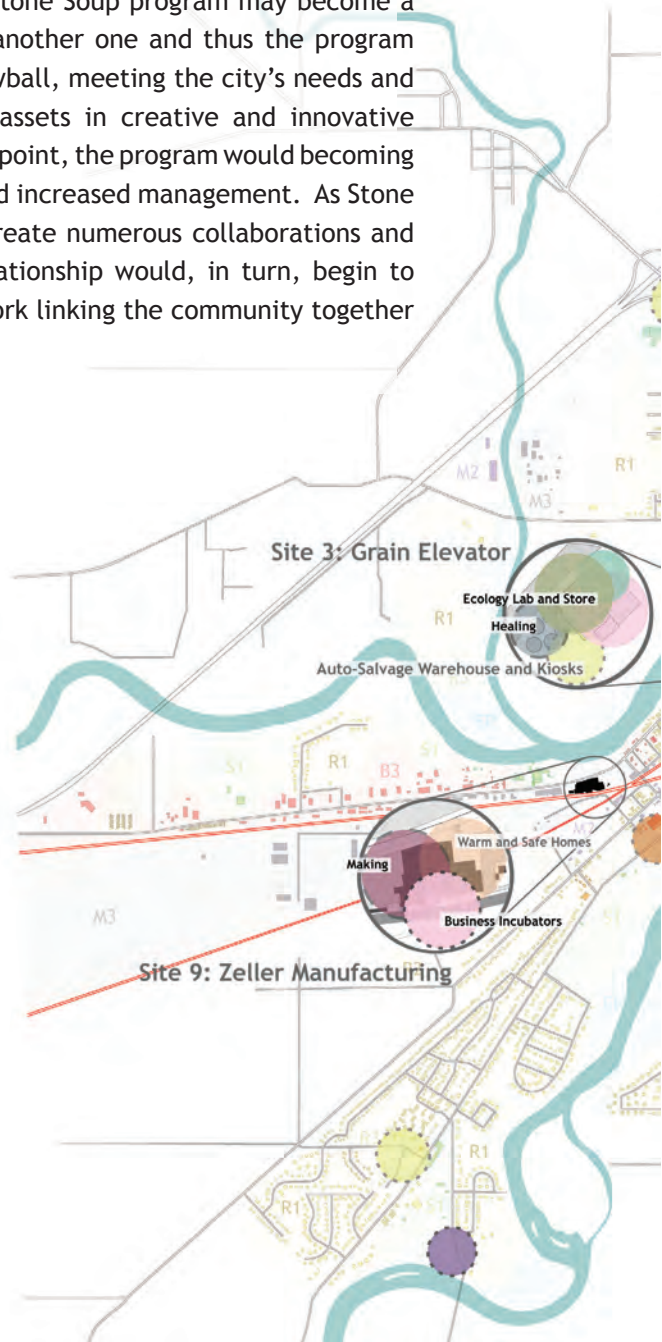 Stone Soup program may become a
another one and thus the program
yball, meeting the city's needs and
assets in creative and innovative
point, the program would becoming
d increased management. As Stone
reate numerous collaborations and
ationship would, in turn, begin to
ork linking the community together
M2
R1
M3
Site 3: Grain Elevator
Ecology Lab and Store
R1
Healing
Auto-Salvage Warehouse and Kiosks
S1
R1
B3
S1
Warm and Safe Homes
Making
M3
Business Incubators
Site 9: Zeller Manufacturing
R1
R1